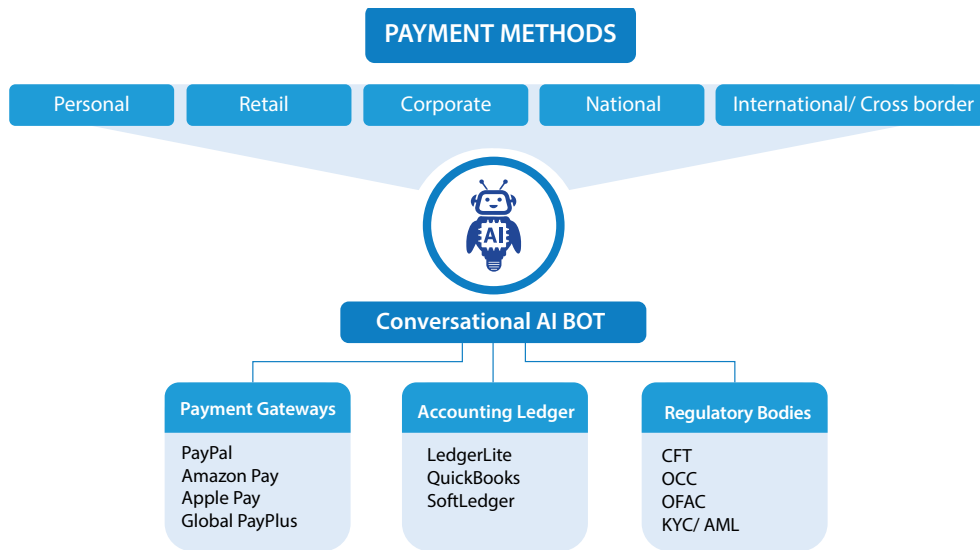 PAYMENT METHODS
Personal
Retail
Corporate
National
International/ Cross border
AI
Conversational AI BOT
Payment Gateways
PayPal
Amazon Pay
Apple Pay
Global PayPlus
Accounting Ledger
LedgerLite
QuickBooks
SoftLedger
Regulatory Bodies
CFT
OCC
OFAC
KYC/ AML